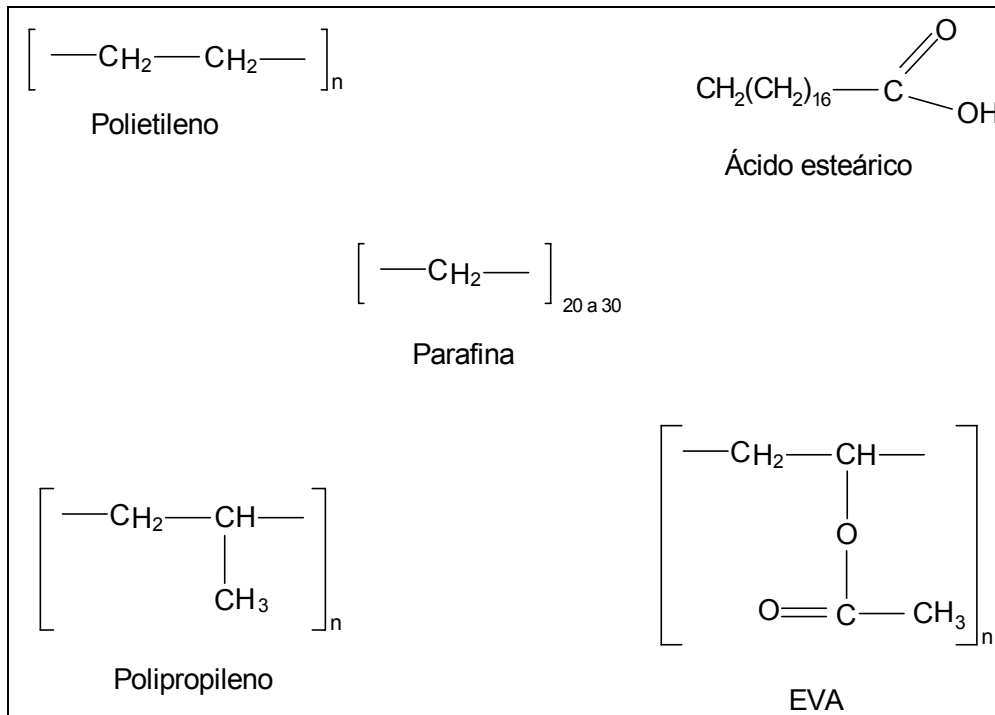 [ —CH₂—CH₂— ]n
Polietileno
CH₂(CH₂)₁₆—C
O
OH
Ácido esteárico
[ —CH₂— ]20 a 30
Parafina
[ —CH₂—CH— ]n
CH₃
Polipropileno
[ —CH₂—CH— ]n
O
O=C—CH₃
EVA